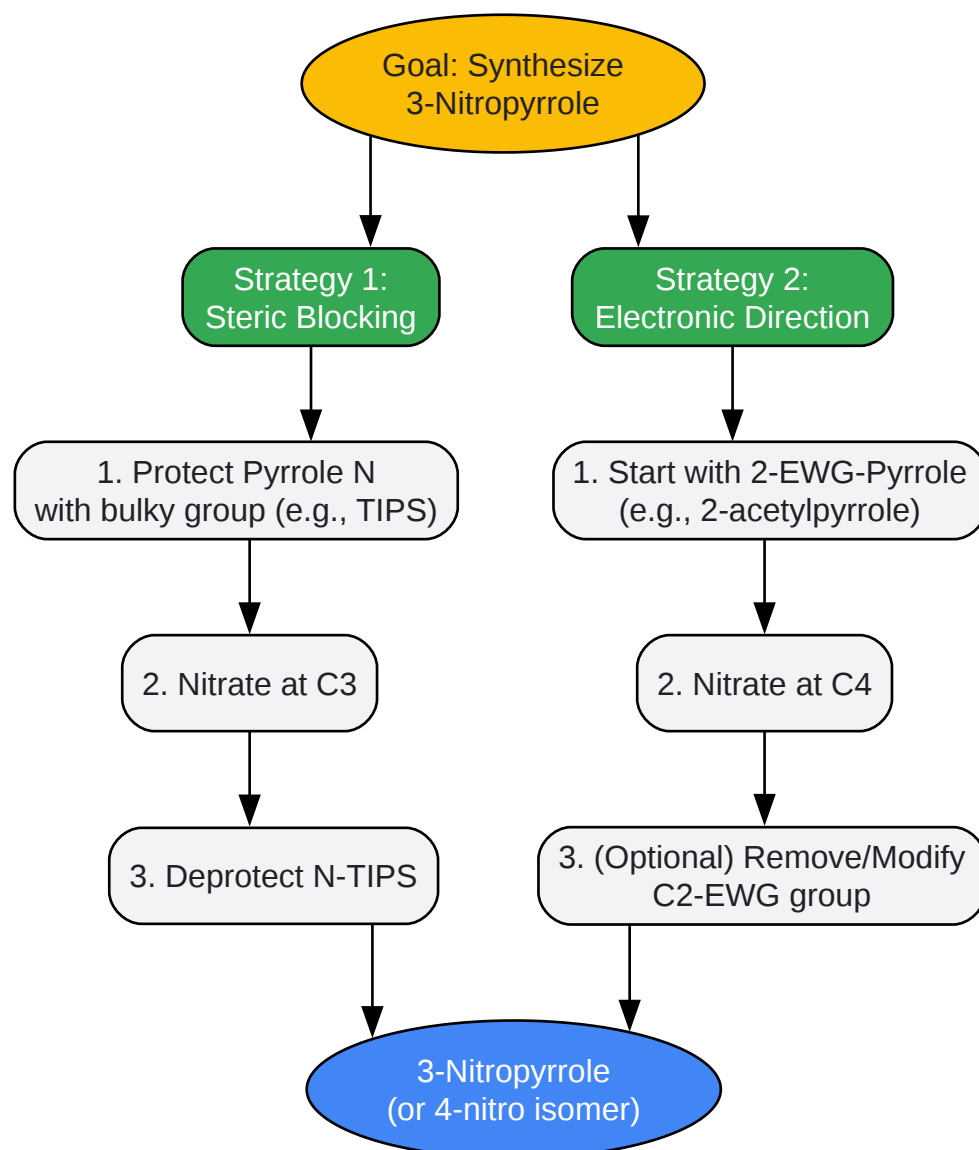 Goal: Synthesize
3-Nitropyrrole
Strategy 1:
Steric Blocking
Strategy 2:
Electronic Direction
1. Protect Pyrrole N
with bulky group (e.g., TIPS)
1. Start with 2-EWG-Pyrrole
(e.g., 2-acetylpyrrole)
2. Nitrate at C3
2. Nitrate at C4
3. Deprotect N-TIPS
3. (Optional) Remove/Modify
C2-EWG group
3-Nitropyrrole
(or 4-nitro isomer)